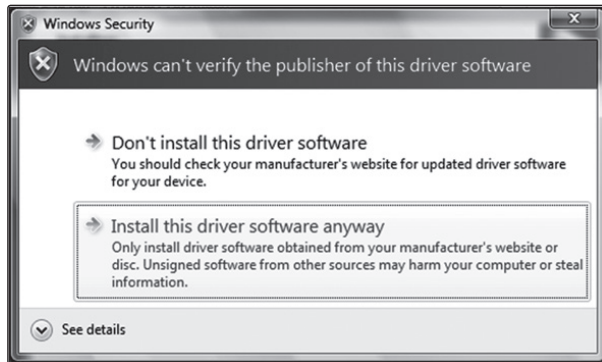 Windows Security
Windows can't verify the publisher of this driver software
Don't install this driver software
You should check your manufacturer's website for updated driver software
for your device.
Install this driver software anyway
Only install driver software obtained from your manufacturer's website or
disc. Unsigned software from other sources may harm your computer or steal
information.
See details